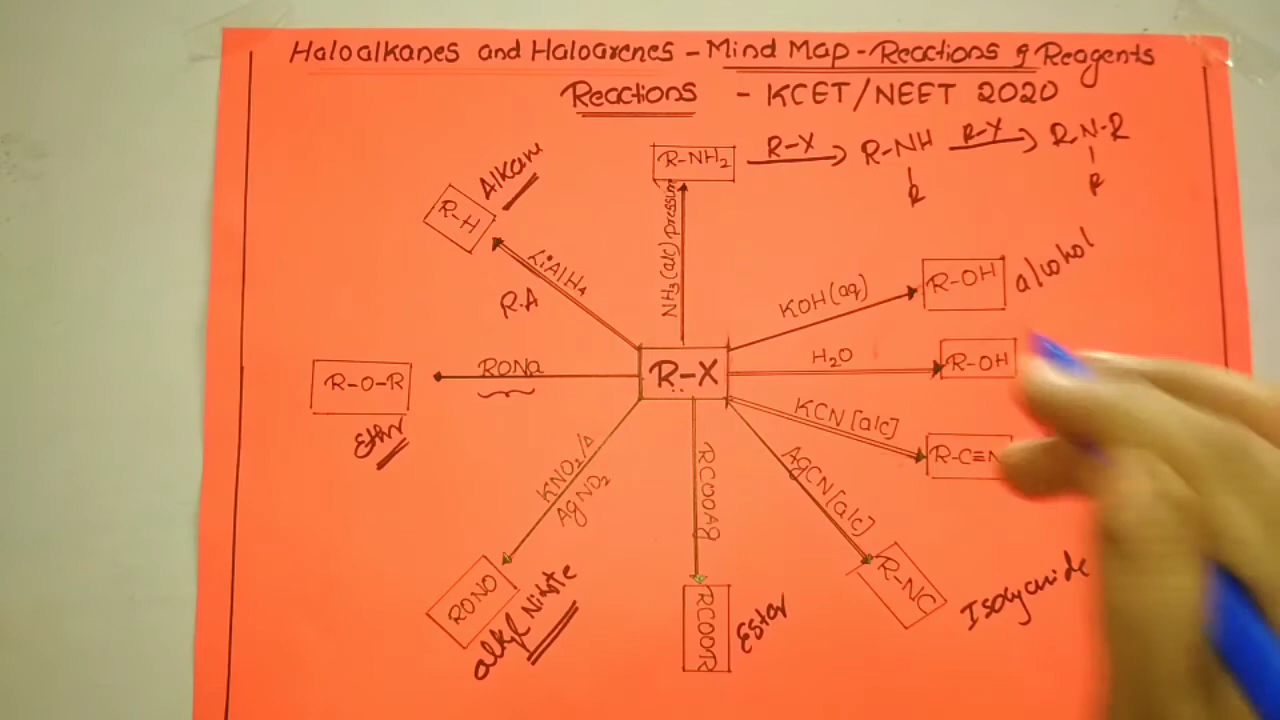 Haloalkanes and Haloarenes - Mind Map - Reactions & Reagents
Reactions - KCET/NEET 2020
R-NH2 R-X R-NH R-X R-N-R
R R
NH3(alc) pressure
R-H Alkane
LiAlH4
R.A
KOH(aq) R-OH alcohol
R-O-R RONa R-X H2O R-OH
Ether
KCN [alc] R-C≡N
KNO2/Δ
AgNO2
RCOOAg
AgCN[alc]
RONO
alkyl Nitrite
RCOOR
Ester
R-NC
Isocyanide